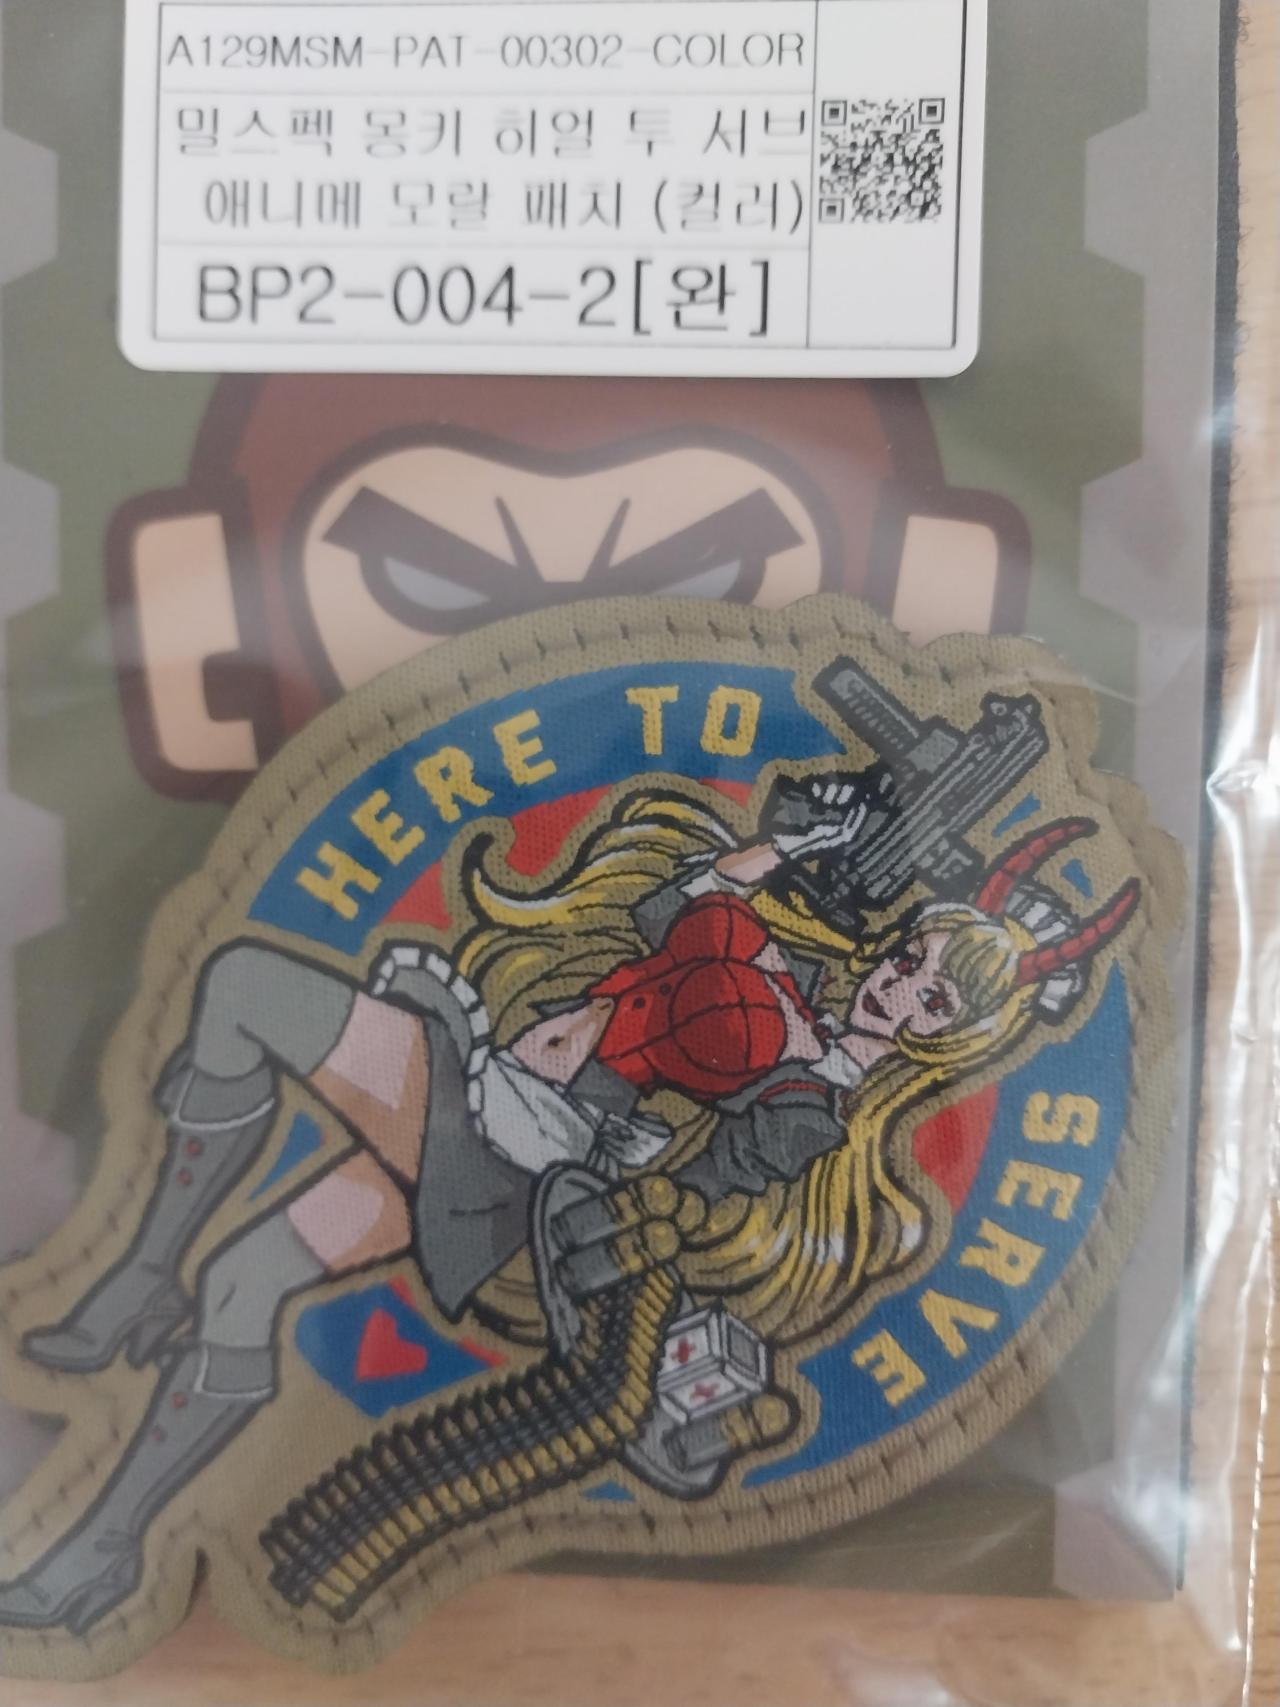 A129MSM-PAT-00302-COLOR
밀스펙 몽키 히얼 투 서브
애니메 모랄 패치 (컬러)
BP2-004-2[완]
HERE TO
SERVE